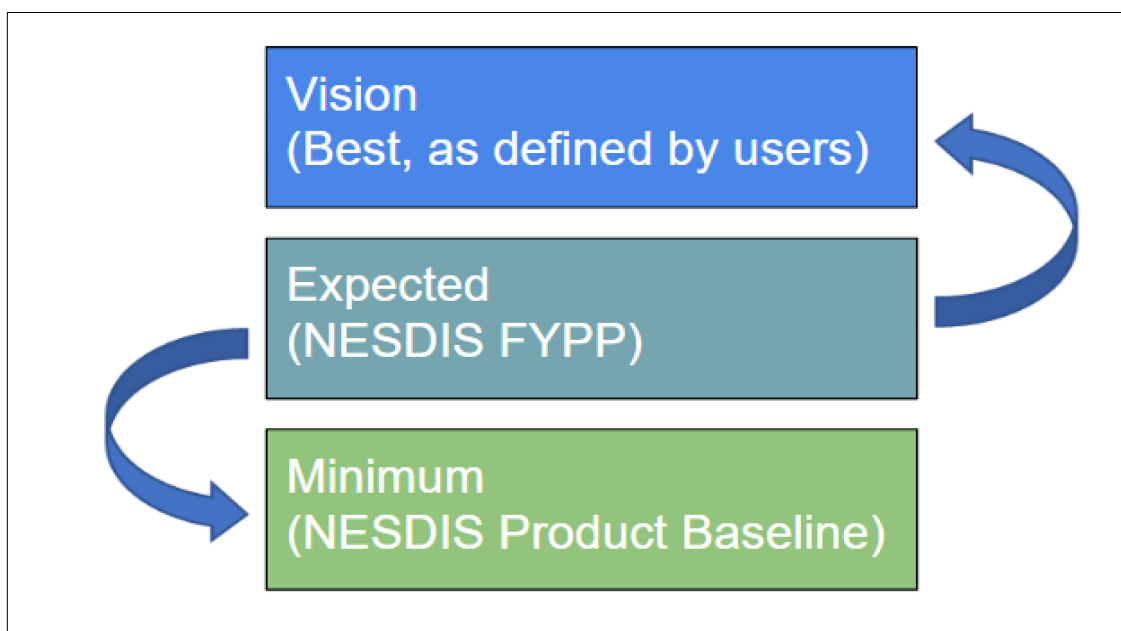 Vision
(Best, as defined by users)
Expected
(NESDIS FYPP)
Minimum
(NESDIS Product Baseline)